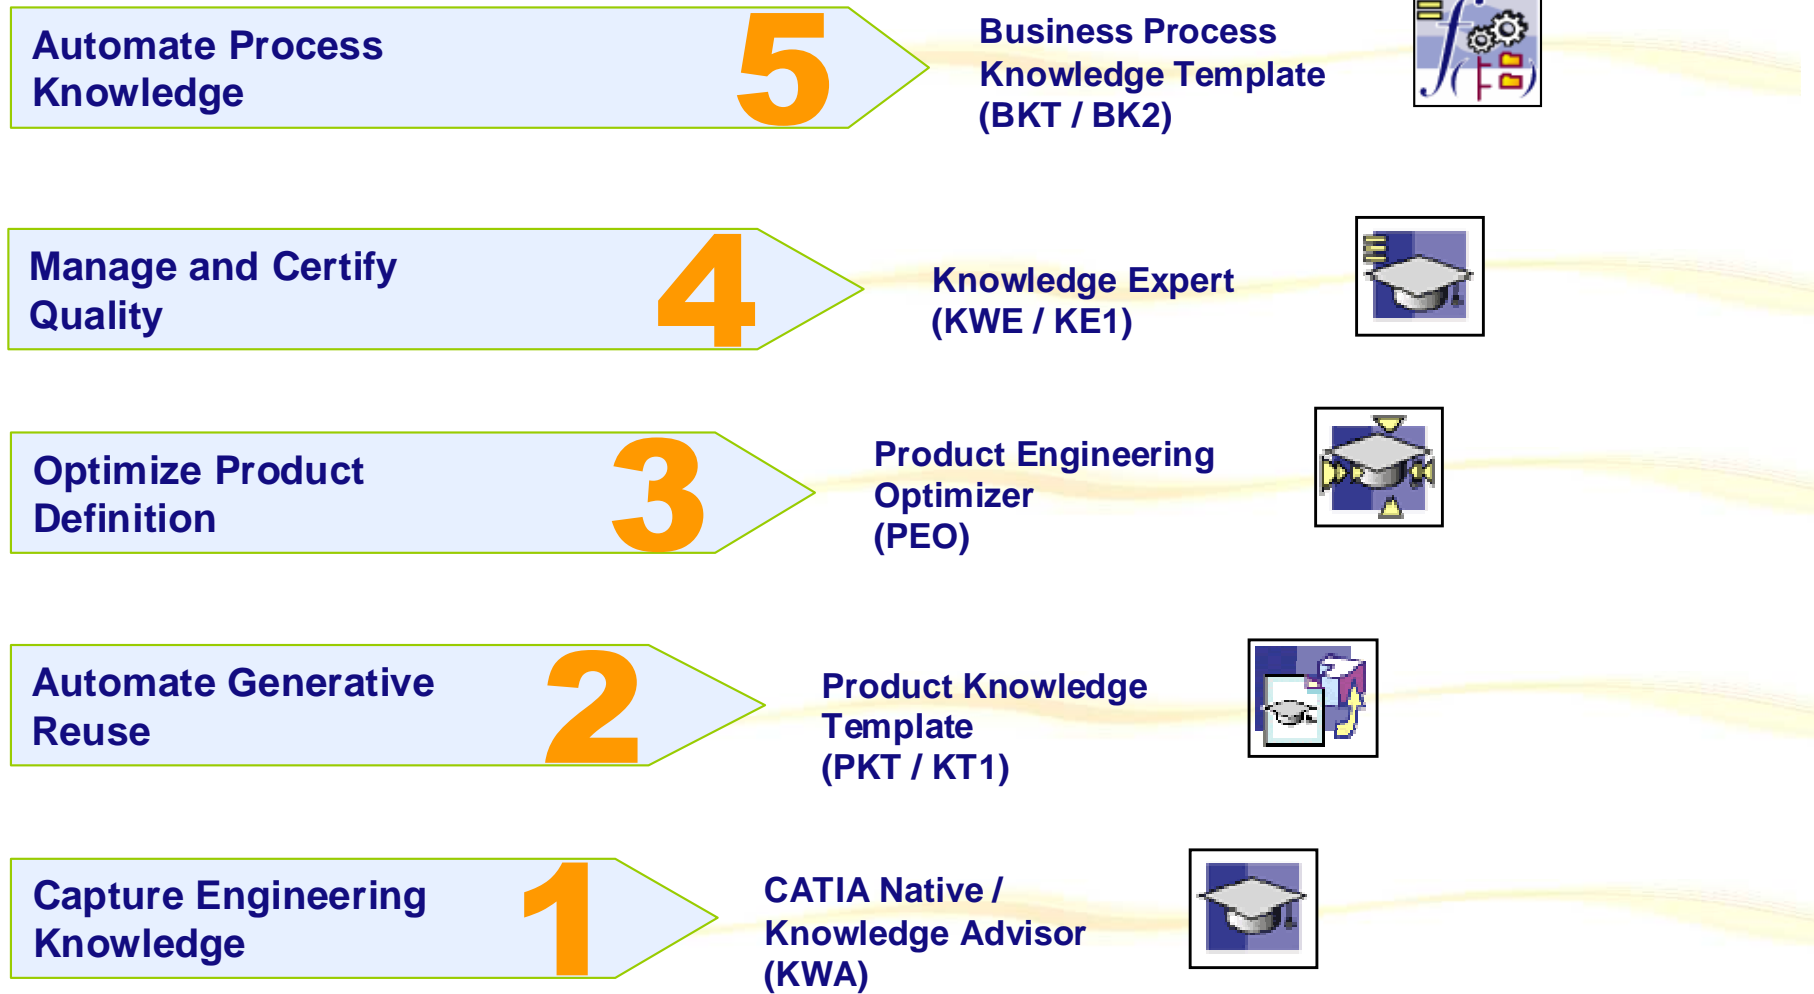 Automate Process
Knowledge
5
Business Process
Knowledge Template
(BKT / BK2)
Manage and Certify
Quality
4
Knowledge Expert
(KWE / KE1)
Optimize Product
Definition
3
Product Engineering
Optimizer
(PEO)
Automate Generative
Reuse
2
Product Knowledge
Template
(PKT / KT1)
Capture Engineering
Knowledge
1
CATIA Native /
Knowledge Advisor
(KWA)